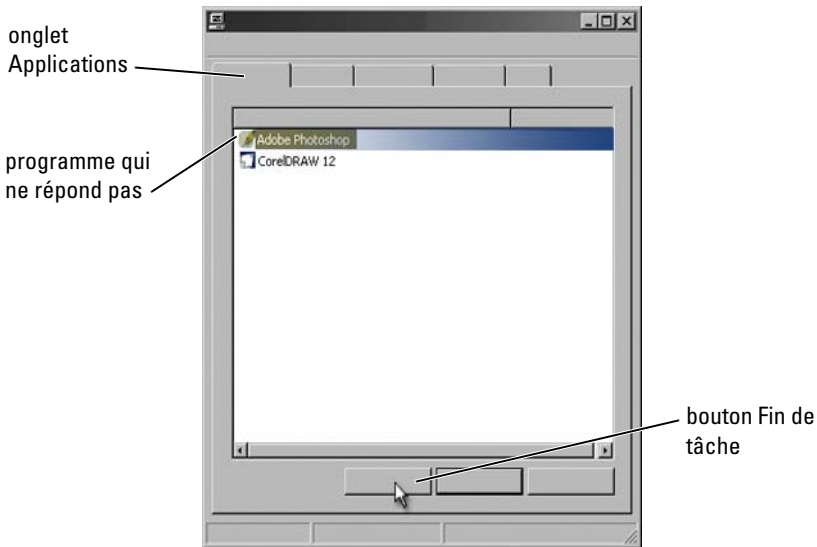 onglet
Applications
Adobe Photoshop
CorelDRAW 12
programme qui
ne répond pas
bouton Fin de
tâche